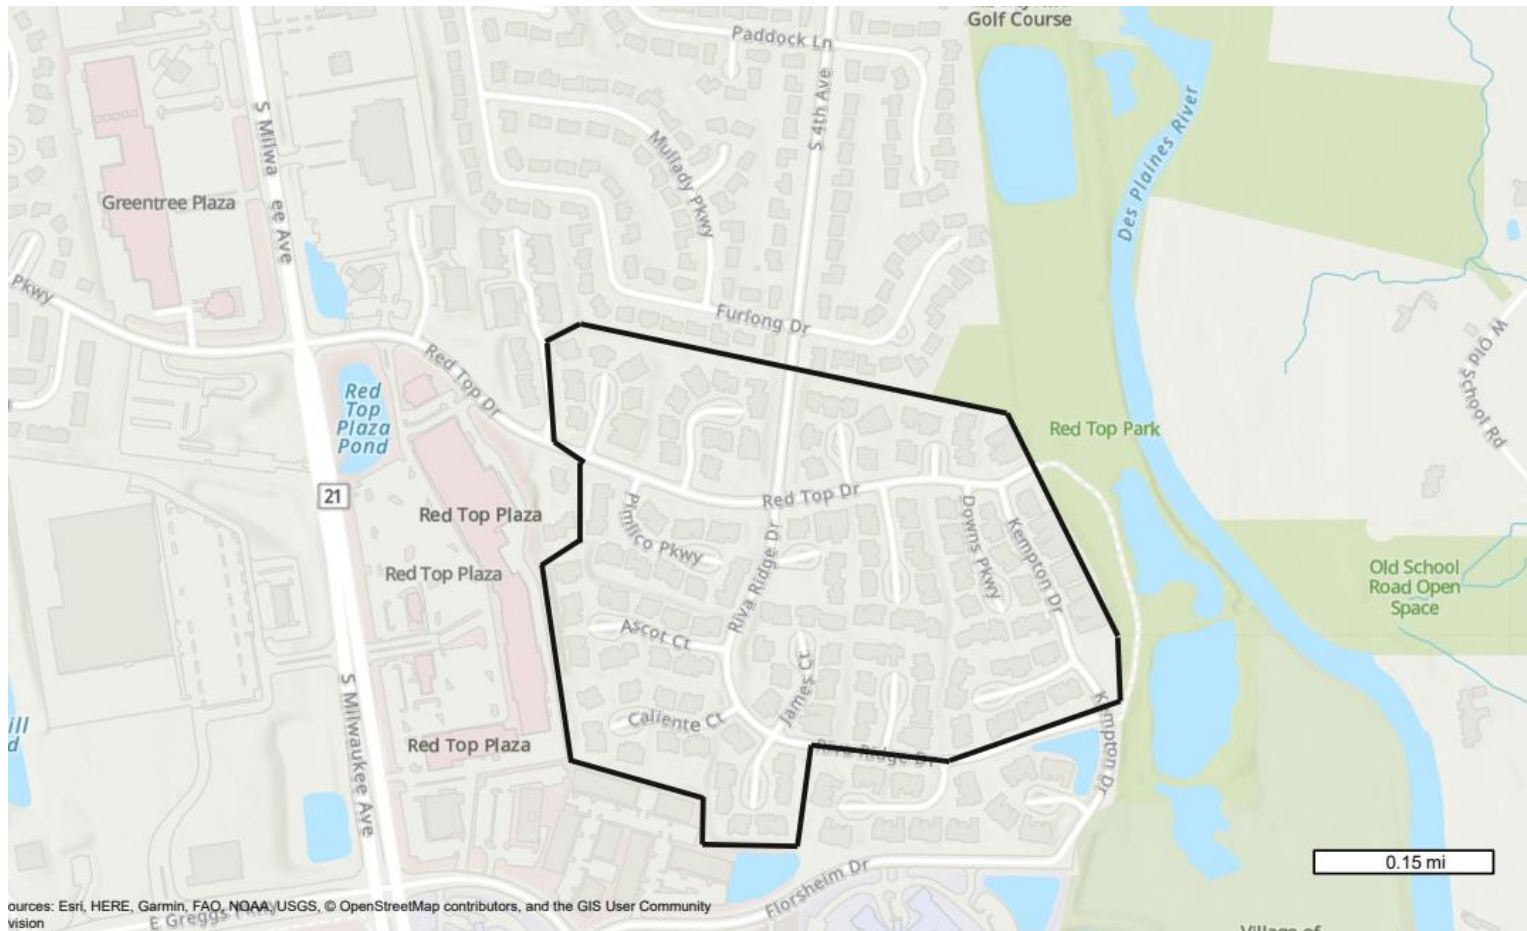 Golf Course
Paddock Ln
S 4th Ave
Des Plaines River
S Milwa ee Ave
Mullady Pkwy
Greentree Plaza
Pkwy
Furlong Dr
W Old School Rd
Red Top Dr
Red
Top
Plaza
Pond
Red Top Park
21
Red Top Dr
Red Top Plaza
Pimlico Pkwy
Riva Ridge Dr
Downs Pkwy
Kempton Dr
Red Top Plaza
Old School
Road Open
Space
Ascot Ct
James Ct
S Milwaukee Ave
Caliente Ct
Kempton Dr
ill
d
Red Top Plaza
Riva Ridge Dr
0.15 mi
Florsheim Dr
ources: Esri, HERE, Garmin, FAO, NOAA, USGS, © OpenStreetMap contributors, and the GIS User Community
vision
E Greggs Pkwy
Village of